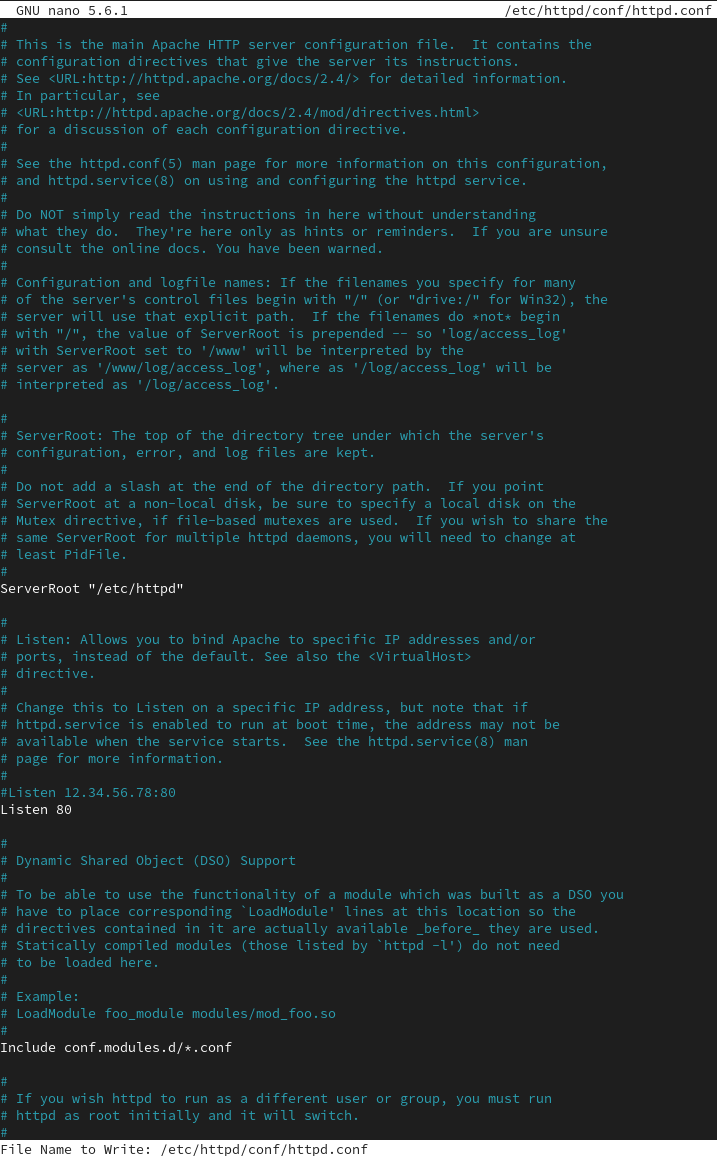 GNU nano 5.6.1 /etc/httpd/conf/httpd.conf
#
# This is the main Apache HTTP server configuration file.  It contains the
# configuration directives that give the server its instructions.
# See <URL:http://httpd.apache.org/docs/2.4/> for detailed information.
# In particular, see
# <URL:http://httpd.apache.org/docs/2.4/mod/directives.html>
# for a discussion of each configuration directive.
#
# See the httpd.conf(5) man page for more information on this configuration,
# and httpd.service(8) on using and configuring the httpd service.
#
# Do NOT simply read the instructions in here without understanding
# what they do.  They're here only as hints or reminders.  If you are unsure
# consult the online docs. You have been warned.
#
# Configuration and logfile names: If the filenames you specify for many
# of the server's control files begin with "/" (or "drive:/" for Win32), the
# server will use that explicit path.  If the filenames do *not* begin
# with "/", the value of ServerRoot is prepended -- so 'log/access_log'
# with ServerRoot set to '/www' will be interpreted by the
# server as '/www/log/access_log', where as '/log/access_log' will be
# interpreted as '/log/access_log'.

#
# ServerRoot: The top of the directory tree under which the server's
# configuration, error, and log files are kept.
#
# Do not add a slash at the end of the directory path.  If you point
# ServerRoot at a non-local disk, be sure to specify a local disk on the
# Mutex directive, if file-based mutexes are used.  If you wish to share the
# same ServerRoot for multiple httpd daemons, you will need to change at
# least PidFile.
#
ServerRoot "/etc/httpd"

#
# Listen: Allows you to bind Apache to specific IP addresses and/or
# ports, instead of the default. See also the <VirtualHost>
# directive.
#
# Change this to Listen on a specific IP address, but note that if
# httpd.service is enabled to run at boot time, the address may not be
# available when the service starts.  See the httpd.service(8) man
# page for more information.
#
#Listen 12.34.56.78:80
Listen 80

#
# Dynamic Shared Object (DSO) Support
#
# To be able to use the functionality of a module which was built as a DSO you
# have to place corresponding `LoadModule' lines at this location so the
# directives contained in it are actually available _before_ they are used.
# Statically compiled modules (those listed by `httpd -l') do not need
# to be loaded here.
#
# Example:
# LoadModule foo_module modules/mod_foo.so
#
Include conf.modules.d/*.conf

#
# If you wish httpd to run as a different user or group, you must run
# httpd as root initially and it will switch.
#
File Name to Write: /etc/httpd/conf/httpd.conf